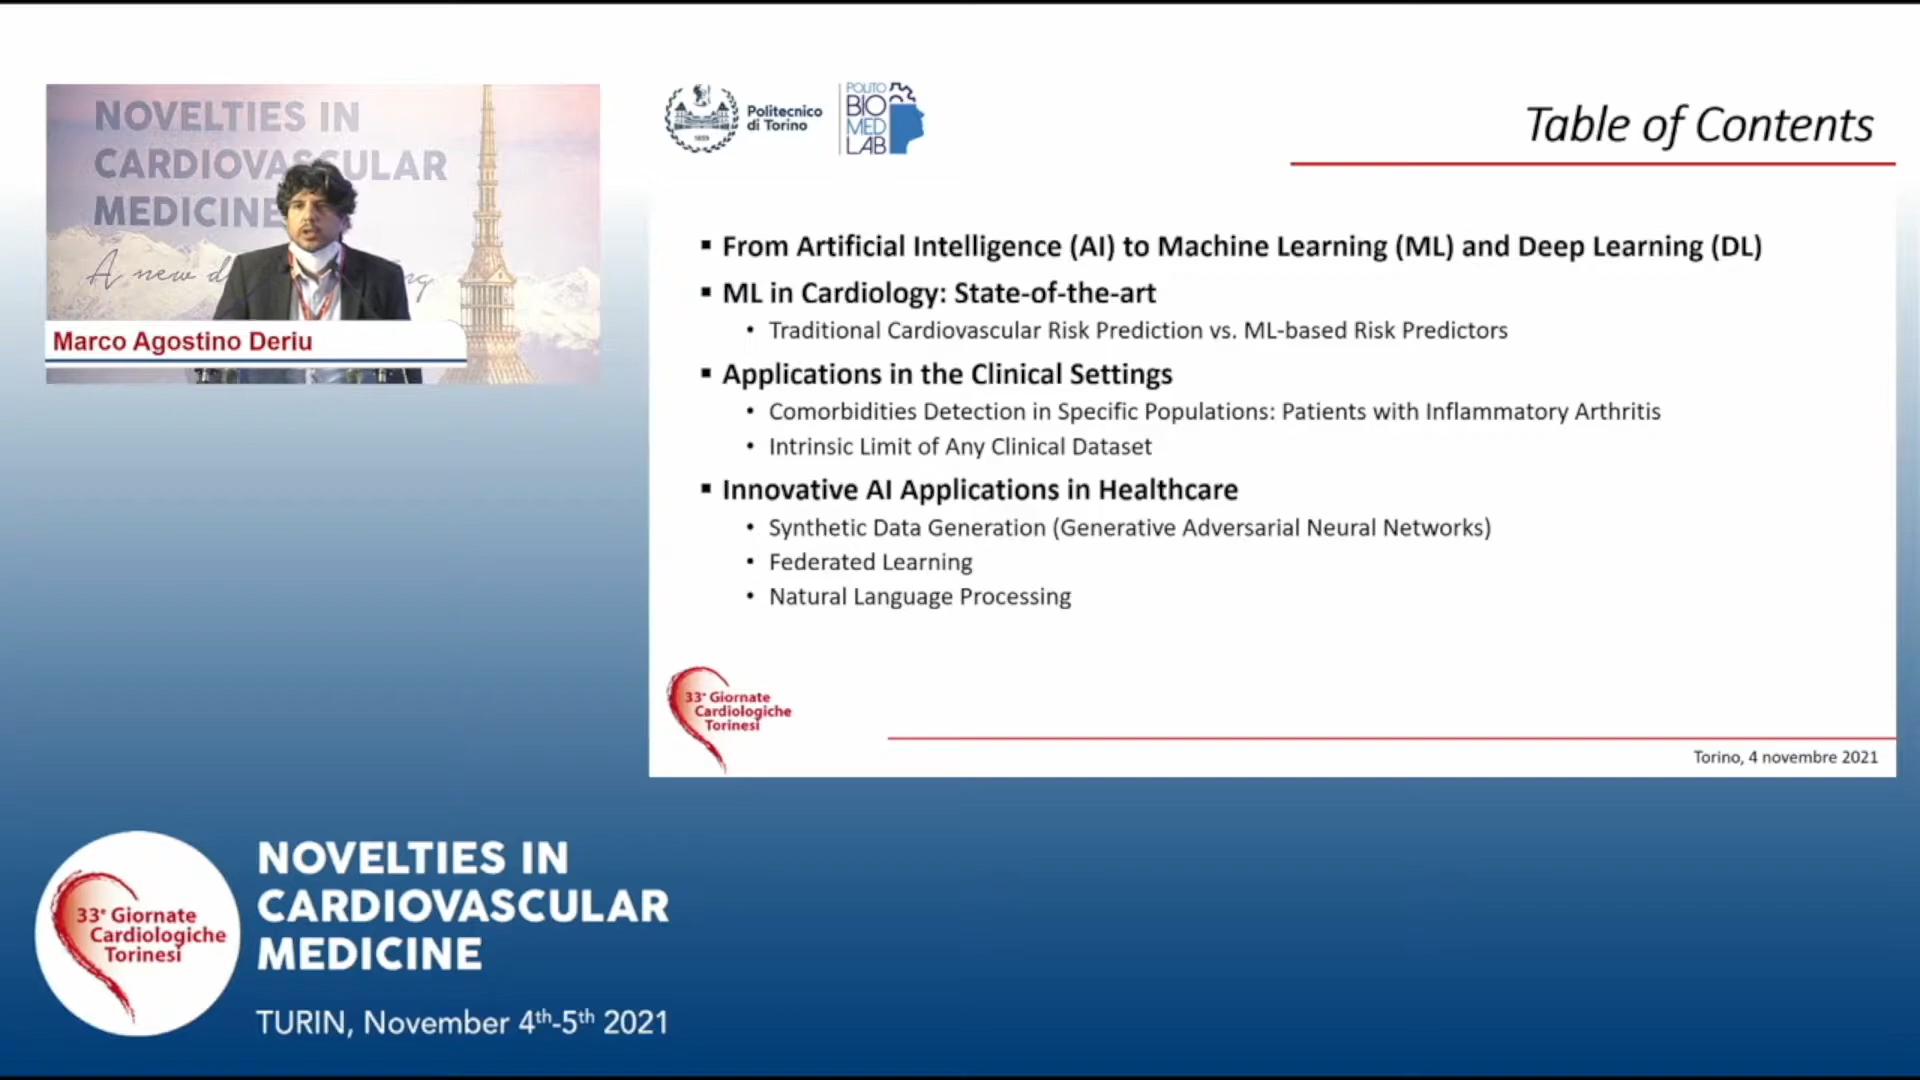 NOVELTIES IN
CARDIOVASCULAR
MEDICINE
A new d
ng
Marco Agostino Deriu
Politecnico
di Torino
1859
POLITO
BIO
MED
LAB
Table of Contents
▪ From Artificial Intelligence (AI) to Machine Learning (ML) and Deep Learning (DL)
▪ ML in Cardiology: State-of-the-art
• Traditional Cardiovascular Risk Prediction vs. ML-based Risk Predictors
▪ Applications in the Clinical Settings
• Comorbidities Detection in Specific Populations: Patients with Inflammatory Arthritis
• Intrinsic Limit of Any Clinical Dataset
▪ Innovative AI Applications in Healthcare
• Synthetic Data Generation (Generative Adversarial Neural Networks)
• Federated Learning
• Natural Language Processing
33° Giornate
Cardiologiche
Torinesi
Torino, 4 novembre 2021
33° Giornate
Cardiologiche
Torinesi
NOVELTIES IN
CARDIOVASCULAR
MEDICINE
TURIN, November 4th-5th 2021